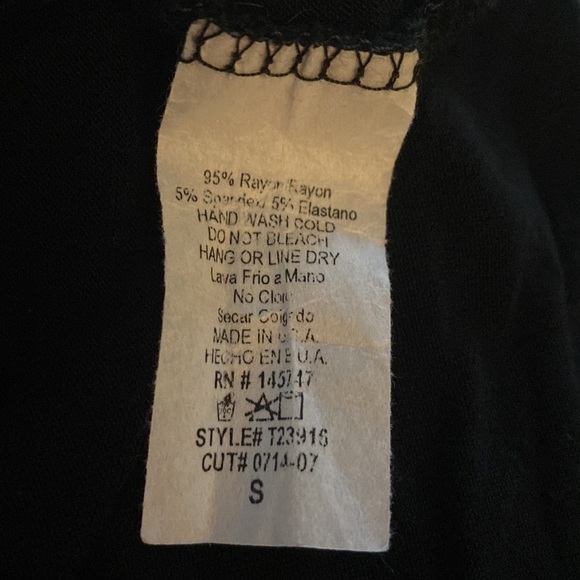 95% Rayon Rayon
5% Spandex/ 5% Elastano
HAND WASH COLD
DO NOT BLEACH
HANG OR LINE DRY
Lava Frio a Mano
No Cloro
Secar Colgado
MADE IN U.S.A.
HECHO EN E.U.A.
RN # 145747
STYLE# T23916
CUT# 0714-07
S